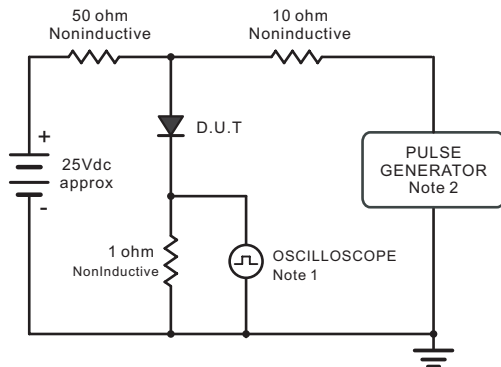 50 ohm
Noninductive
10 ohm
Noninductive
+
D.U.T
25Vdc
approx
-
PULSE
GENERATOR
Note 2
1 ohm
NonInductive
OSCILLOSCOPE
Note 1